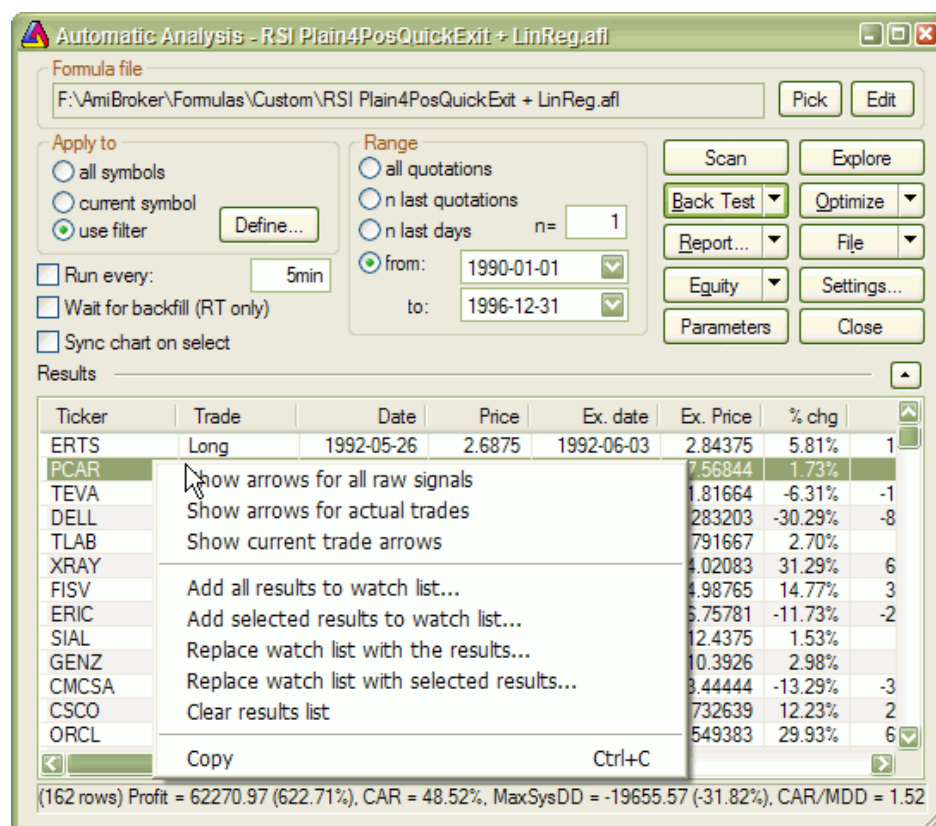 Automatic Analysis - RSI Plain4PosQuickExit + LinReg.afl
Formula file
F:\AmiBroker\Formulas\Custom\RSI Plain4PosQuickExit + LinReg.afl Pick Edit
Apply to Range
all symbols all quotations Scan Explore
current symbol n last quotations Back Test Optimize
use filter Define... n last days n= 1 Report... File
Run every: 5min from: 1990-01-01 Equity Settings...
Wait for backfill (RT only) to: 1996-12-31 Parameters Close
Sync chart on select
Results
Ticker Trade Date Price Ex. date Ex. Price % chg
ERTS Long 1992-05-26 2.6875 1992-06-03 2.84375 5.81% 1
PCAR 7.56844 1.73%
TEVA Show arrows for all raw signals 1.81664 -6.31% -1
DELL Show arrows for actual trades 283203 -30.29% -8
TLAB Show current trade arrows 791667 2.70%
XRAY 4.02083 31.29% 6
FISV Add all results to watch list... 4.98765 14.77% 3
ERIC Add selected results to watch list... 6.75781 -11.73% -2
SIAL Replace watch list with the results... 12.4375 1.53%
GENZ 10.3926 2.98%
CMCSA Replace watch list with selected results... 3.44444 -13.29% -3
CSCO Clear results list 732639 12.23% 2
ORCL 549383 29.93% 6
Copy Ctrl+C
(162 rows) Profit = 62270.97 (622.71%), CAR = 48.52%, MaxSysDD = -19655.57 (-31.82%), CAR/MDD = 1.52